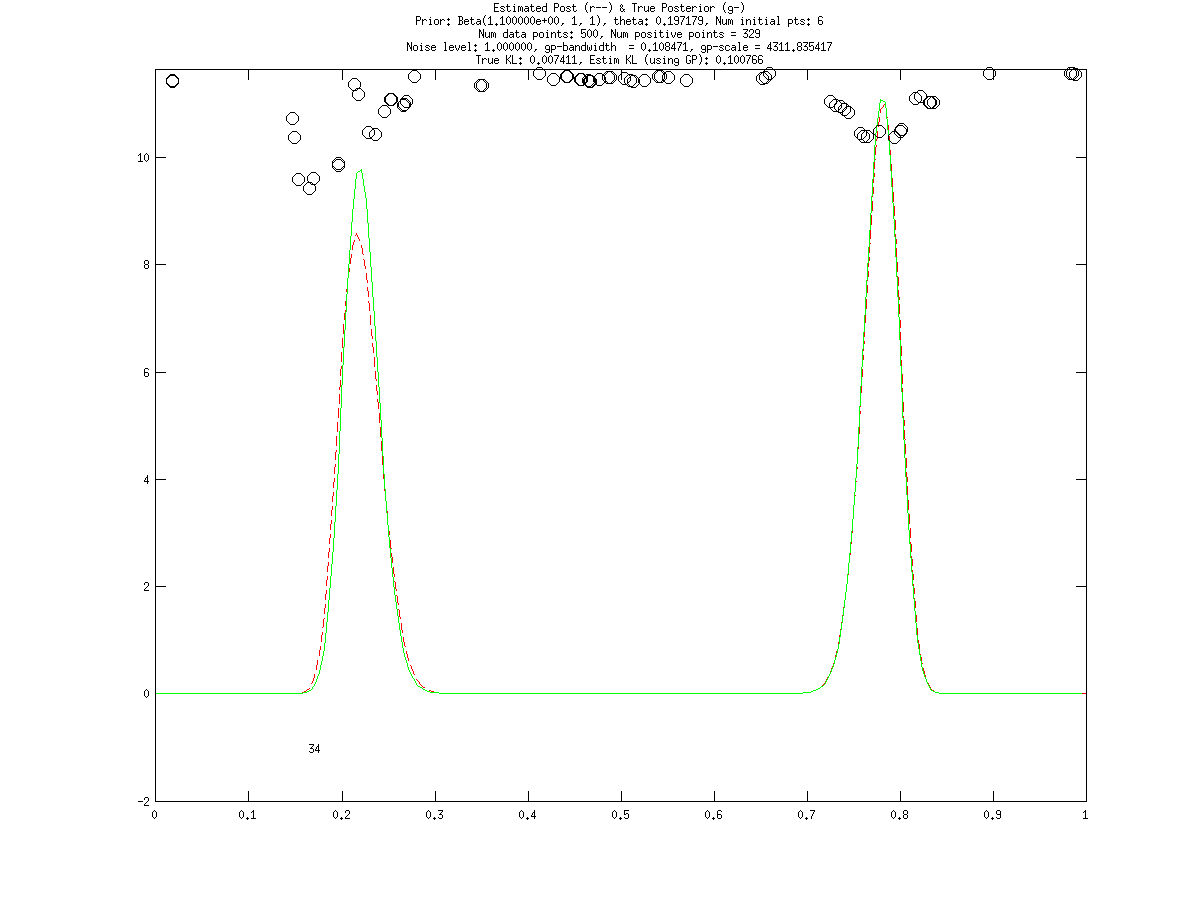 Estimated Post (r--) & True Posterior (g-)
Prior: Beta(1.100000e+00, 1, 1), theta: 0.197179, Num initial pts: 6
Num data points: 500, Num positive points = 329
Noise level: 1.000000, gp-bandwidth  = 0.108471, gp-scale = 4311.835417
True KL: 0.007411, Estim KL (using GP): 0.100766
10
8
6
4
2
0
34
-2
0 0.1 0.2 0.3 0.4 0.5 0.6 0.7 0.8 0.9 1